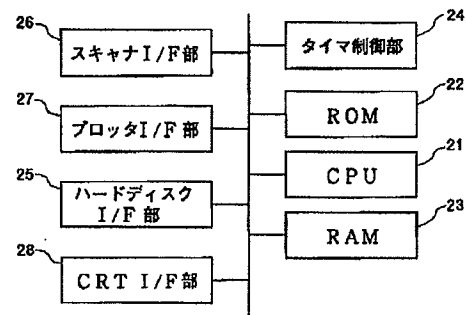 26
スキャナI/F部
27
プロッタI/F部
25
ハードディスク
I/F部
28
CRT I/F部
24
タイマ制御部
22
ROM
21
CPU
23
RAM